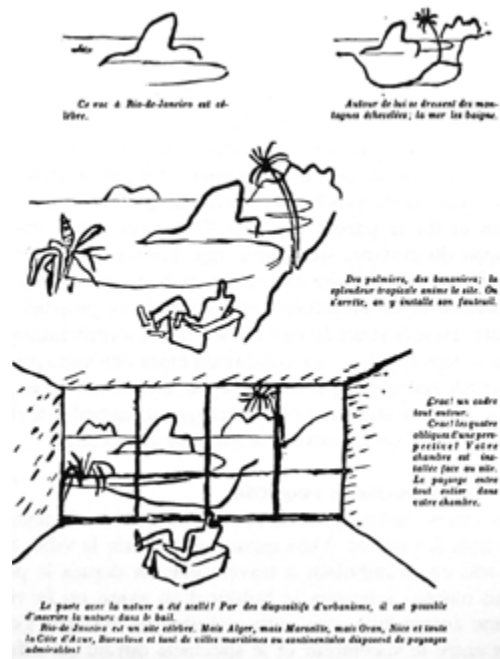 Ce roc à Rio-de-Janeiro est cé-
lèbre.
Autour de lui se dressent des mon-
tagnes échevelées; la mer les baigne.
Des palmiers, des bananiers; la
splendeur tropicale anime le site. On
s'arrête, on y installe son fauteuil.
Crac! un cadre
tout autour.
Crac! les quatre
obliques d'une pers-
pective! Votre
chambre est ins-
tallée face au site.
Le paysage entre
tout entier dans
votre chambre.
Le pacte avec la nature a été scellé! Par des dispositifs d'urbanisme, il est possible
d'inscrire la nature dans le bail.
Rio-de-Janeiro est un site célèbre. Mais Alger, mais Marseille, mais Oran, Nice et toute
la Côte d'Azur, Barcelone et tant de villes maritimes ou continentales disposent de paysages
admirables!